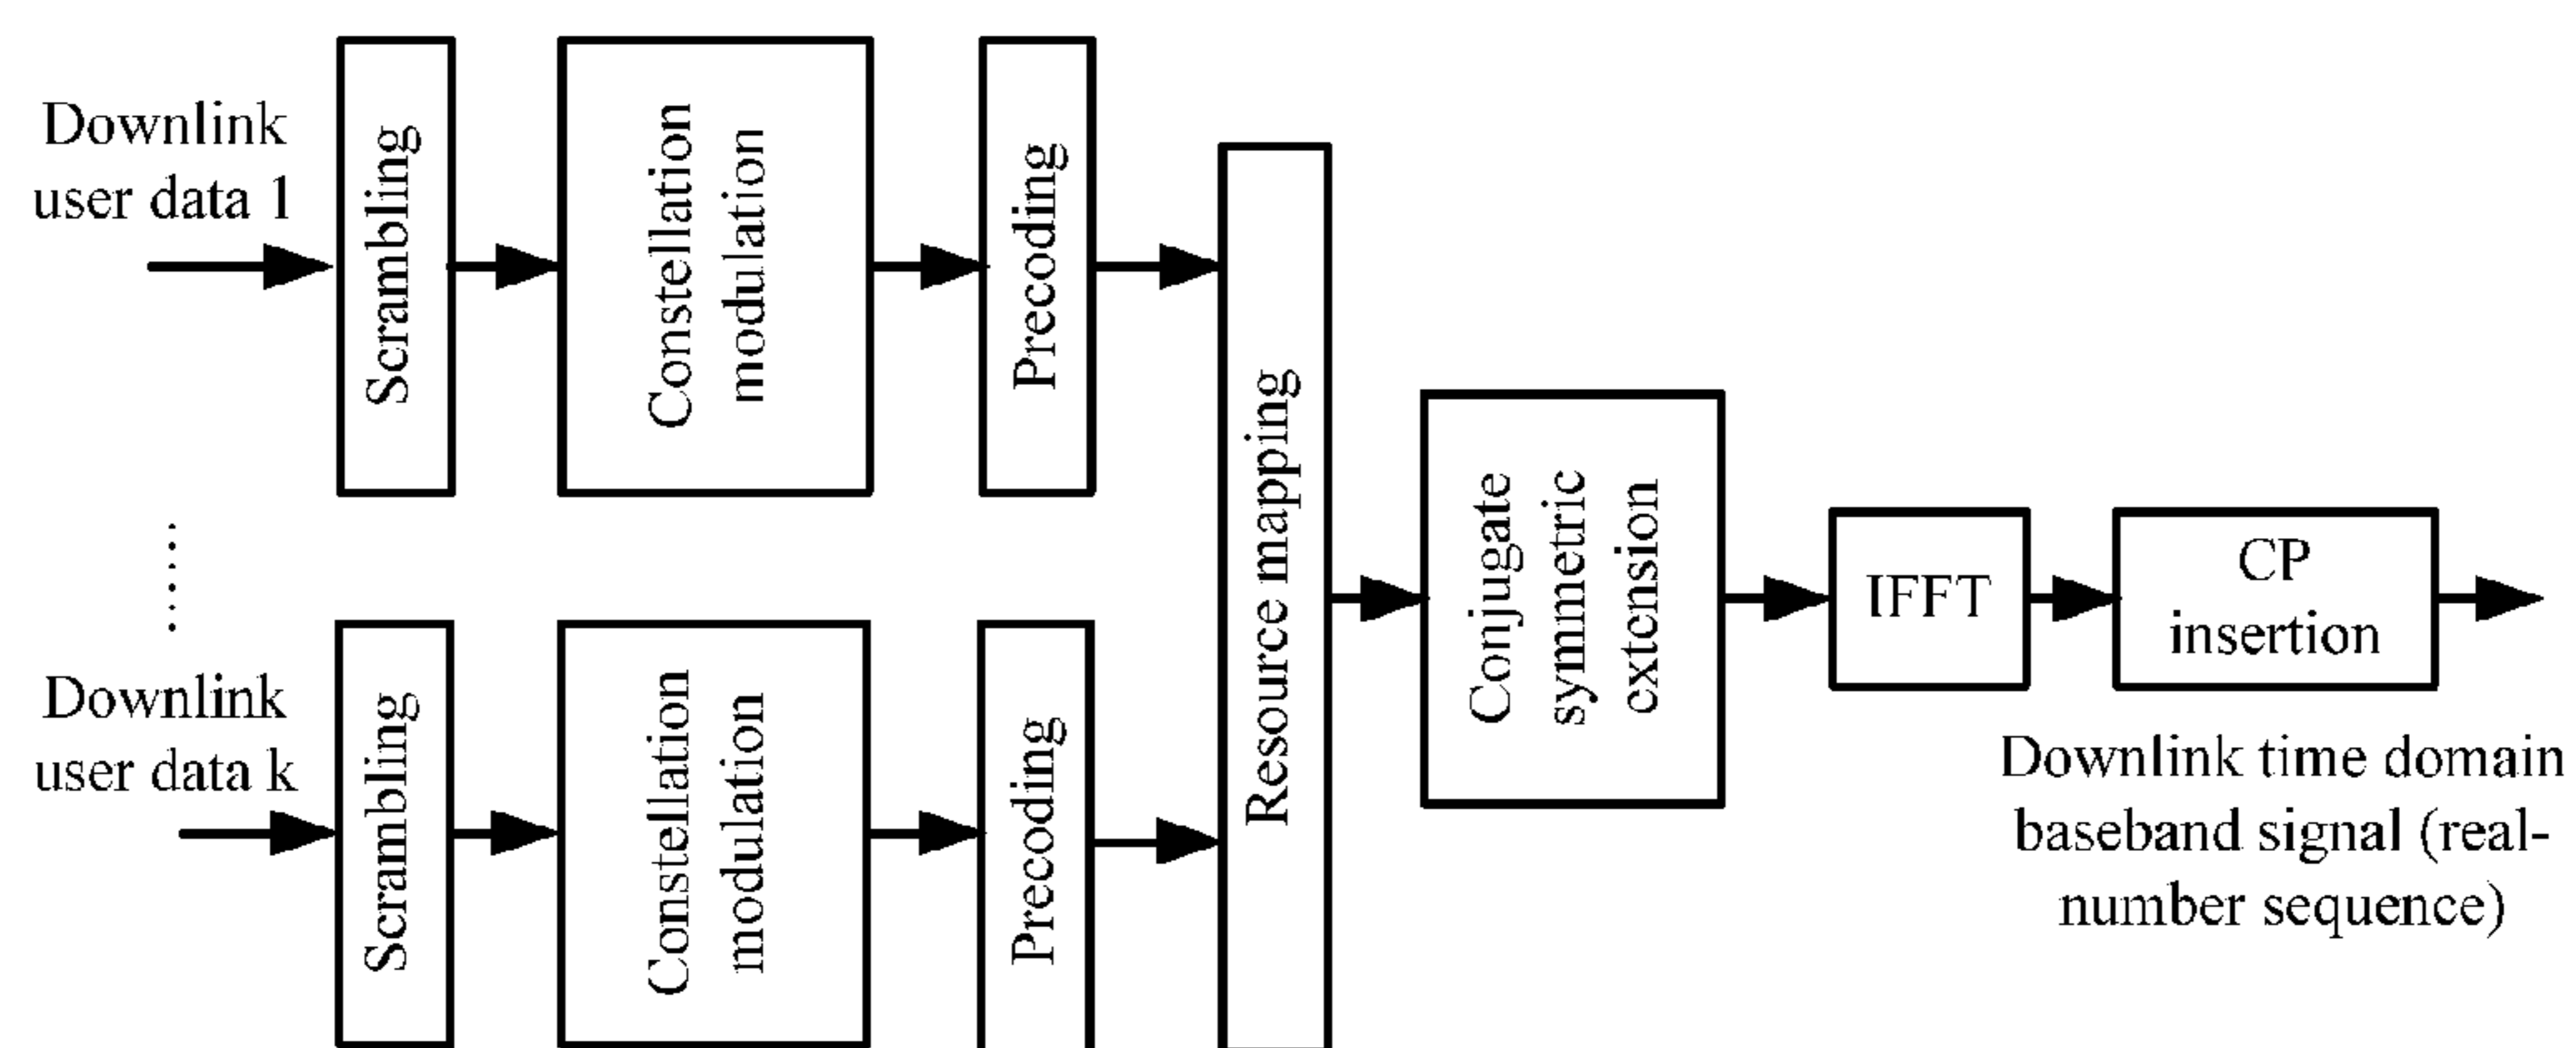 Downlink
user data 1
Scrambling
Constellation
modulation
Precoding
Resource mapping
Conjugate
symmetric
extension
IFFT
CP
insertion
Downlink
user data k
Scrambling
Constellation
modulation
Precoding
Downlink time domain
baseband signal (real-
number sequence)